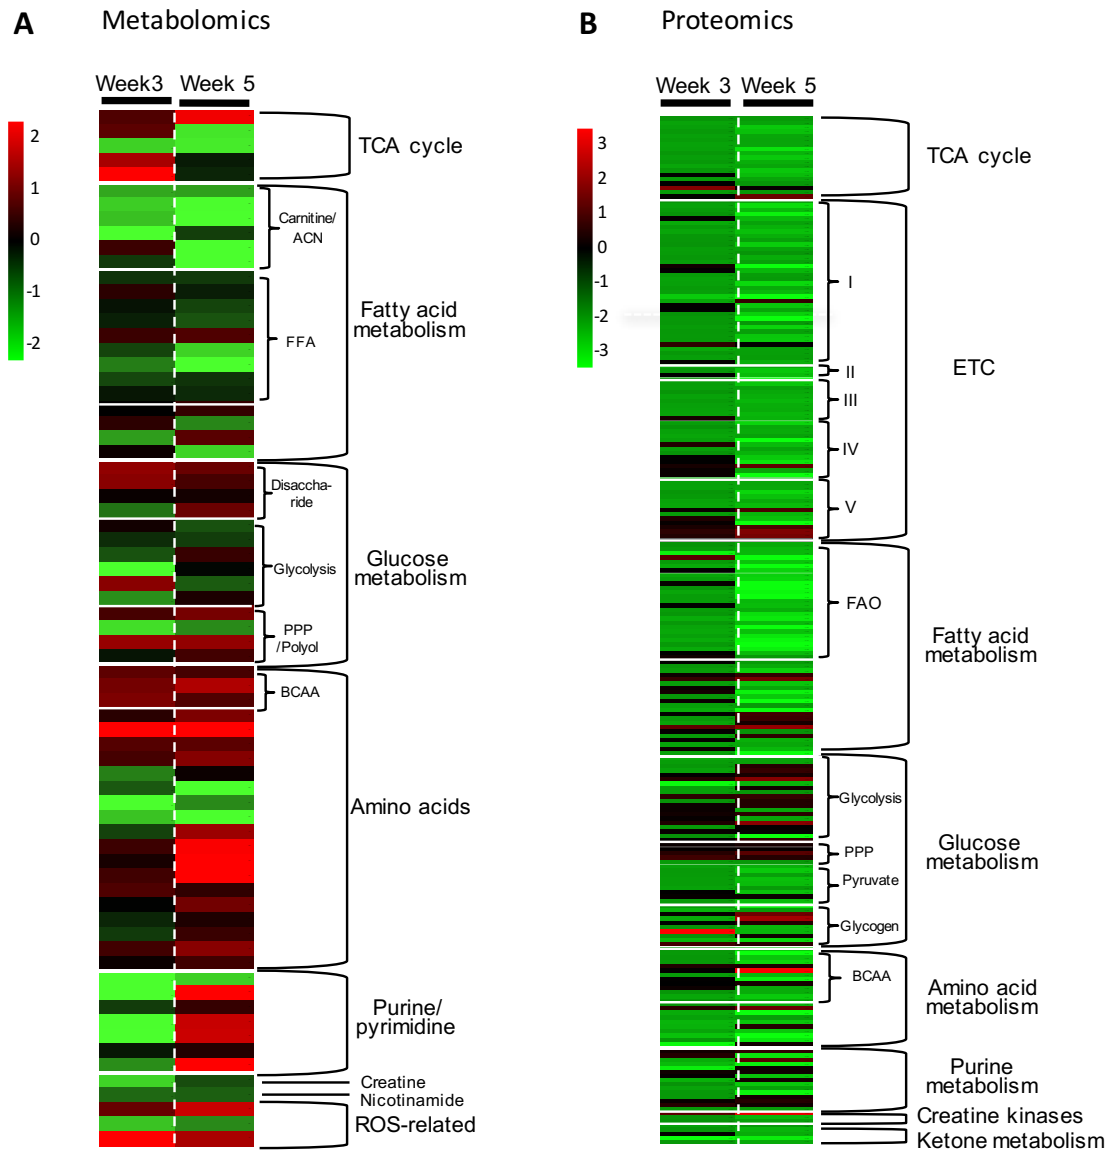 A
Metabolomics
Week3
Week 5
2
1
0
-1
-2
TCA cycle
Carnitine/
ACN
FFA
Fatty acid
metabolism
Disaccha-
ride
Glycolysis
PPP
/Polyol
Glucose
metabolism
BCAA
Amino acids
Purine/
pyrimidine
Creatine
Nicotinamide
ROS-related
B
Proteomics
Week 3
Week 5
3
2
1
0
-1
-2
-3
TCA cycle
I
II
III
IV
V
ETC
FAO
Fatty acid
metabolism
Glycolysis
PPP
Pyruvate
Glycogen
Glucose
metabolism
BCAA
Amino acid
metabolism
Purine
metabolism
Creatine kinases
Ketone metabolism